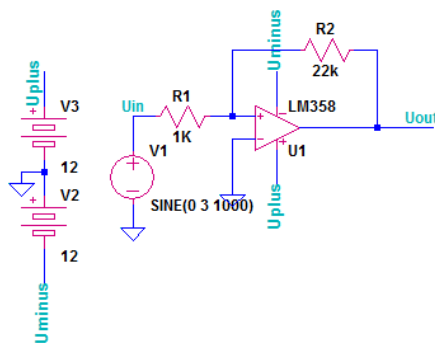 Uplus
V3
12
V2
12
Uminus
Uin
R1
1K
V1
SINE(0 3 1000)
Uminus
R2
22k
LM358
U1
Uplus
Uout